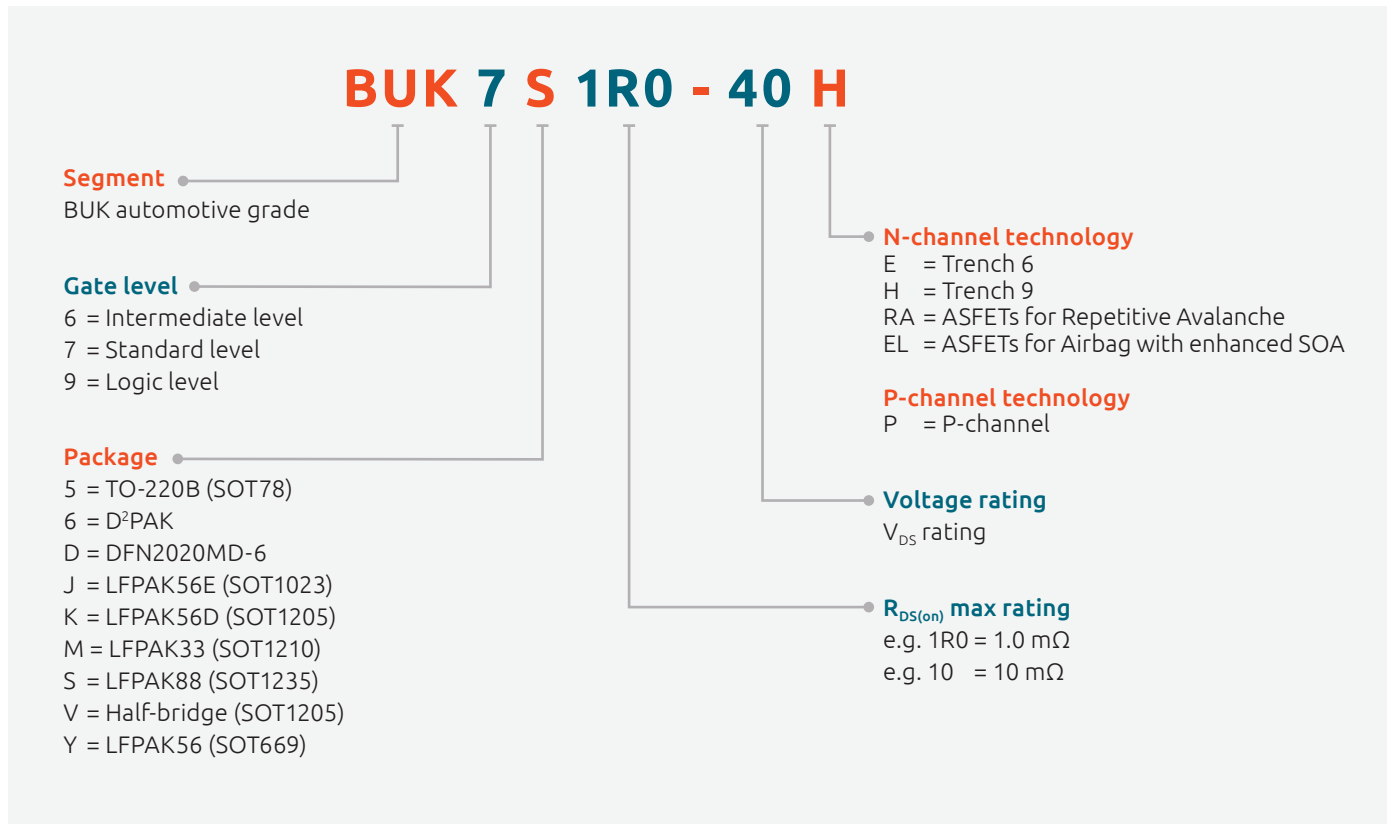 BUK 7 S 1R0 - 40 H
Segment
BUK automotive grade
Gate level
6 = Intermediate level
7 = Standard level
9 = Logic level
Package
5 = TO-220B (SOT78)
6 = D²PAK
D = DFN2020MD-6
J = LFPAK56E (SOT1023)
K = LFPAK56D (SOT1205)
M = LFPAK33 (SOT1210)
S = LFPAK88 (SOT1235)
V = Half-bridge (SOT1205)
Y = LFPAK56 (SOT669)
N-channel technology
E = Trench 6
H = Trench 9
RA = ASFETs for Repetitive Avalanche
EL = ASFETs for Airbag with enhanced SOA
P-channel technology
P = P-channel
Voltage rating
VDS rating
RDS(on) max rating
e.g. 1R0 = 1.0 mΩ
e.g. 10 = 10 mΩ